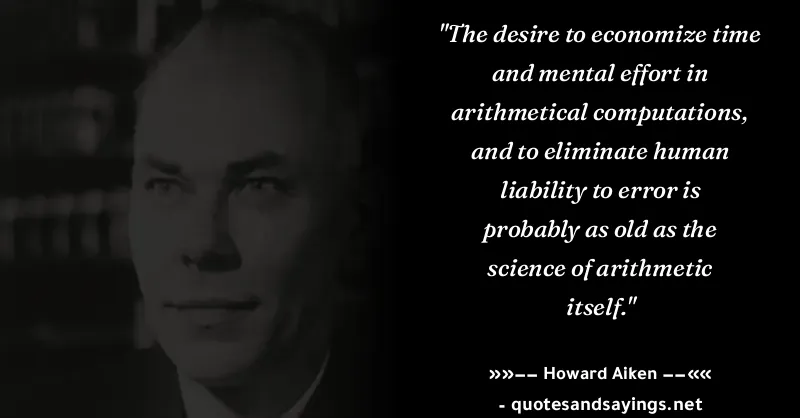 "The desire to economize time
and mental effort in
arithmetical computations,
and to eliminate human
liability to error is
probably as old as the
science of arithmetic
itself."
»»–– Howard Aiken ––««
- quotesandsayings.net